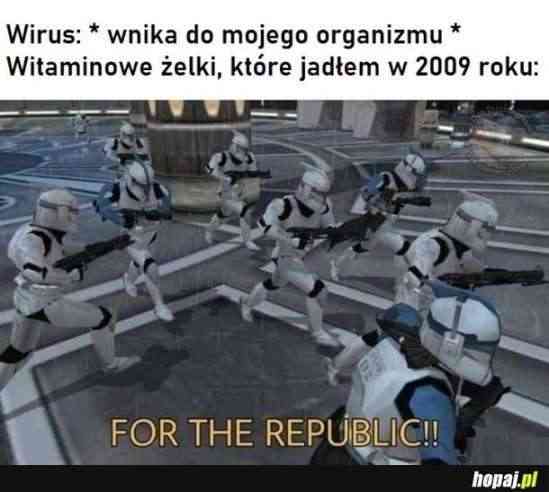 Wirus: * wnika do mojego organizmu *
Witaminowe żelki, które jadłem w 2009 roku:
FOR THE REPUBLIC!!
hopaj.pl